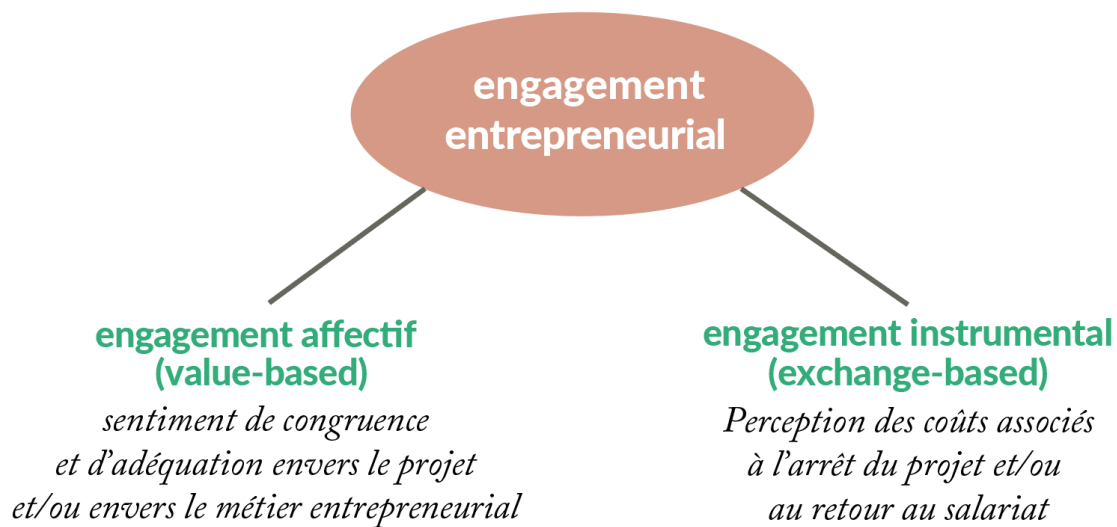 engagement
entrepreneurial
engagement affectif
(value-based)
sentiment de congruence
et d'adéquation envers le projet
et/ou envers le métier entrepreneurial
engagement instrumental
(exchange-based)
Perception des coûts associés
à l'arrêt du projet et/ou
au retour au salariat